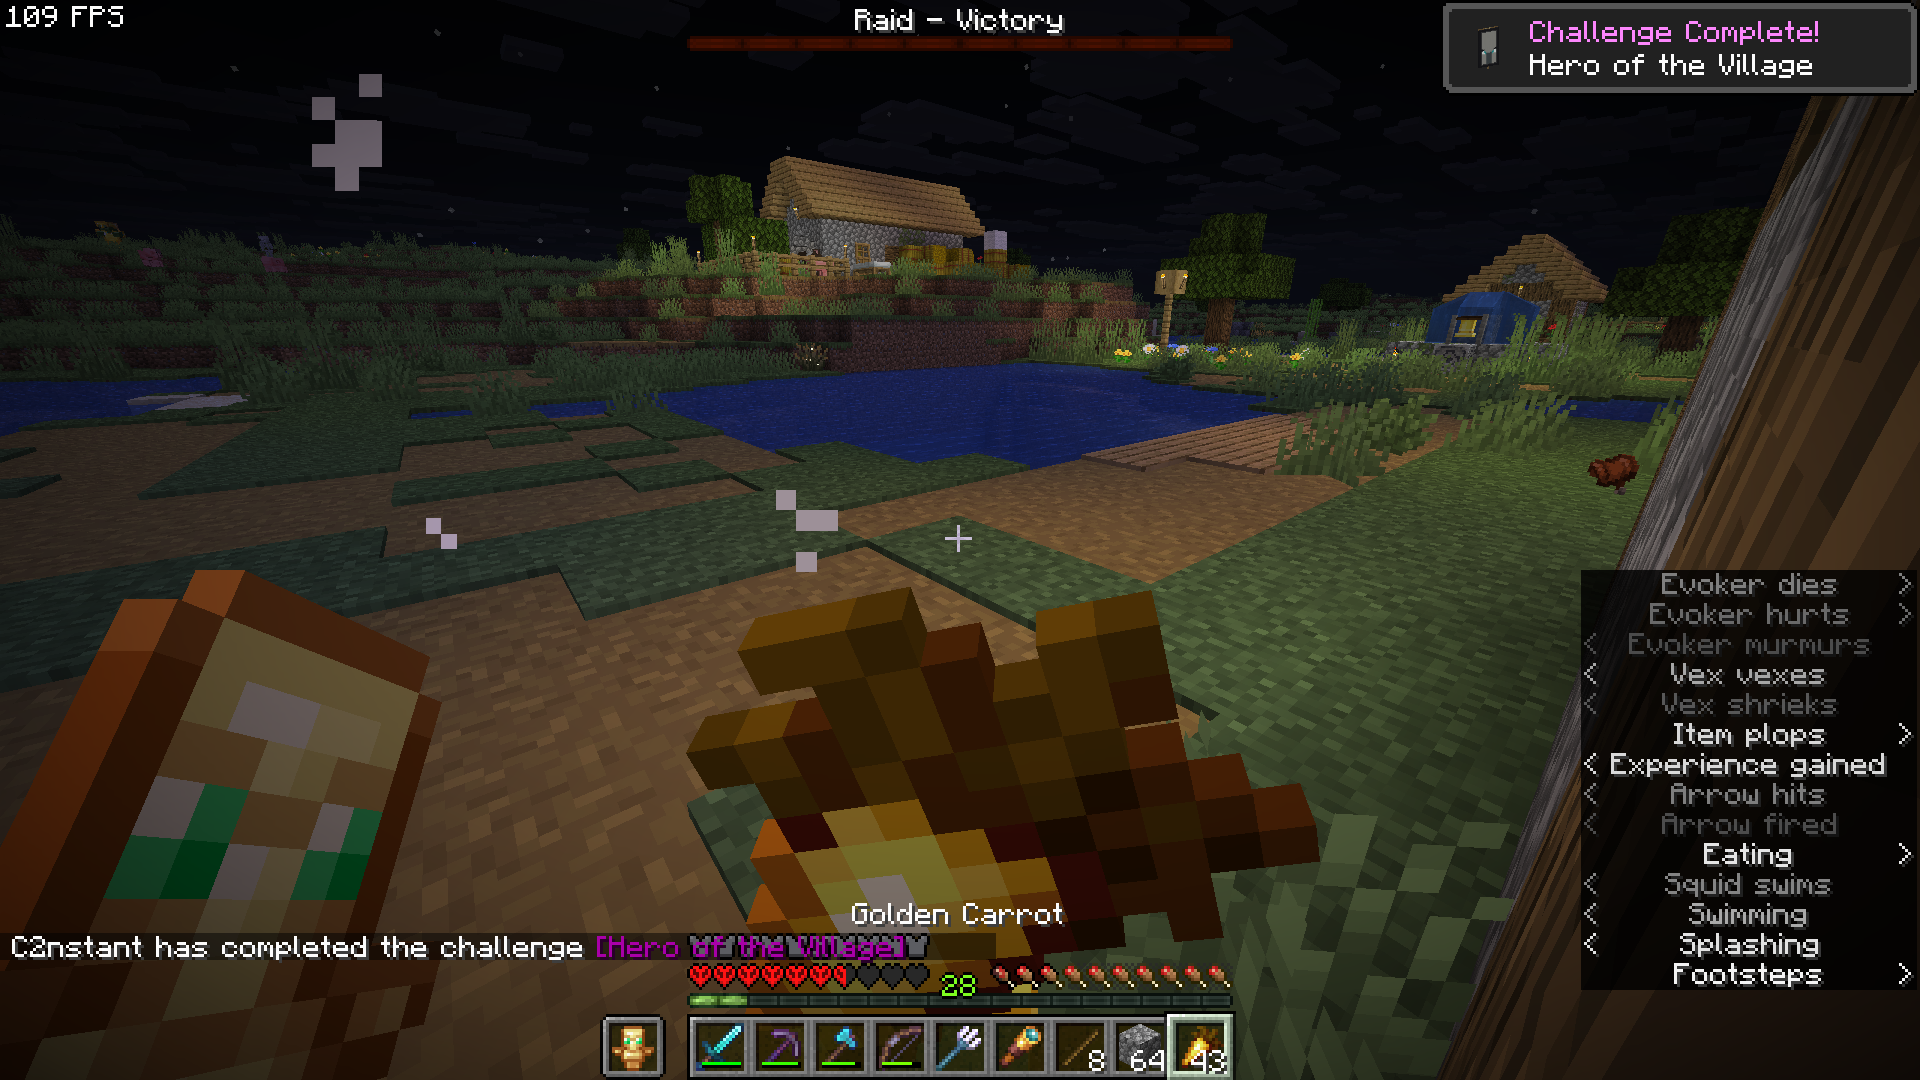 109 FPS
Raid – Victory
Challenge Complete!
Hero of the Village
Evoker dies >
Evoker hurts >
< Evoker murmurs
< Vex vexes
< Vex shrieks
Item plops >
< Experience gained
< Arrow hits
< Arrow fired
Eating >
< Squid swims
< Swimming
< Splashing
Footsteps >
Golden Carrot
C2nstant has completed the challenge [Hero of the Village]
28
8
64
43